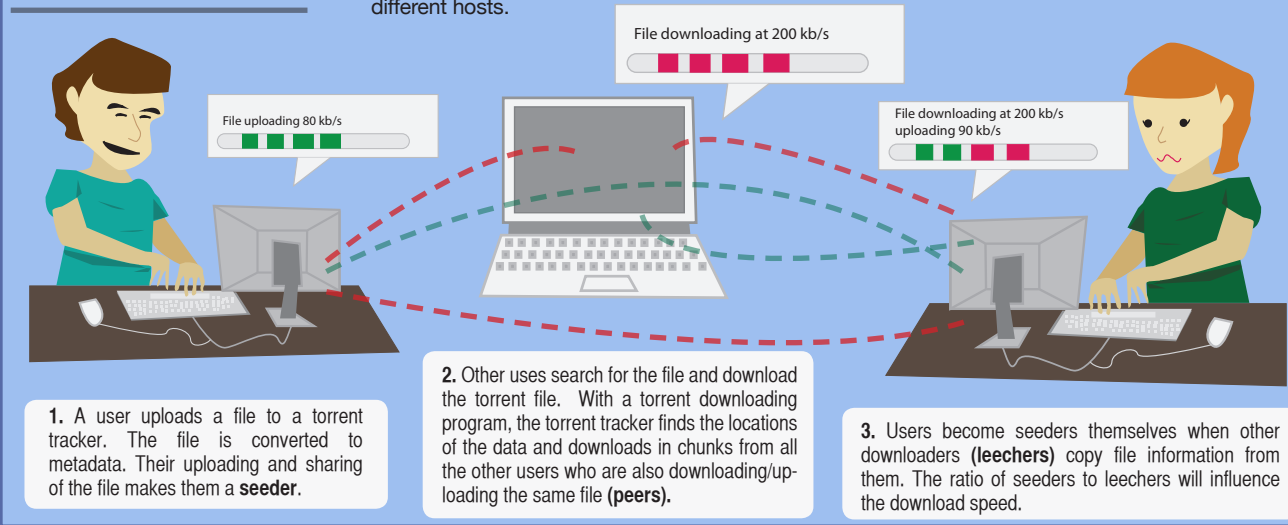 different hosts.
File downloading at 200 kb/s
File uploading 80 kb/s
File downloading at 200 kb/s
uploading 90 kb/s
1. A user uploads a file to a torrent
tracker. The file is converted to
metadata. Their uploading and sharing
of the file makes them a seeder.
2. Other uses search for the file and download
the torrent file. With a torrent downloading
program, the torrent tracker finds the locations
of the data and downloads in chunks from all
the other users who are also downloading/up-
loading the same file (peers).
3. Users become seeders themselves when other
downloaders (leechers) copy file information from
them. The ratio of seeders to leechers will influence
the download speed.